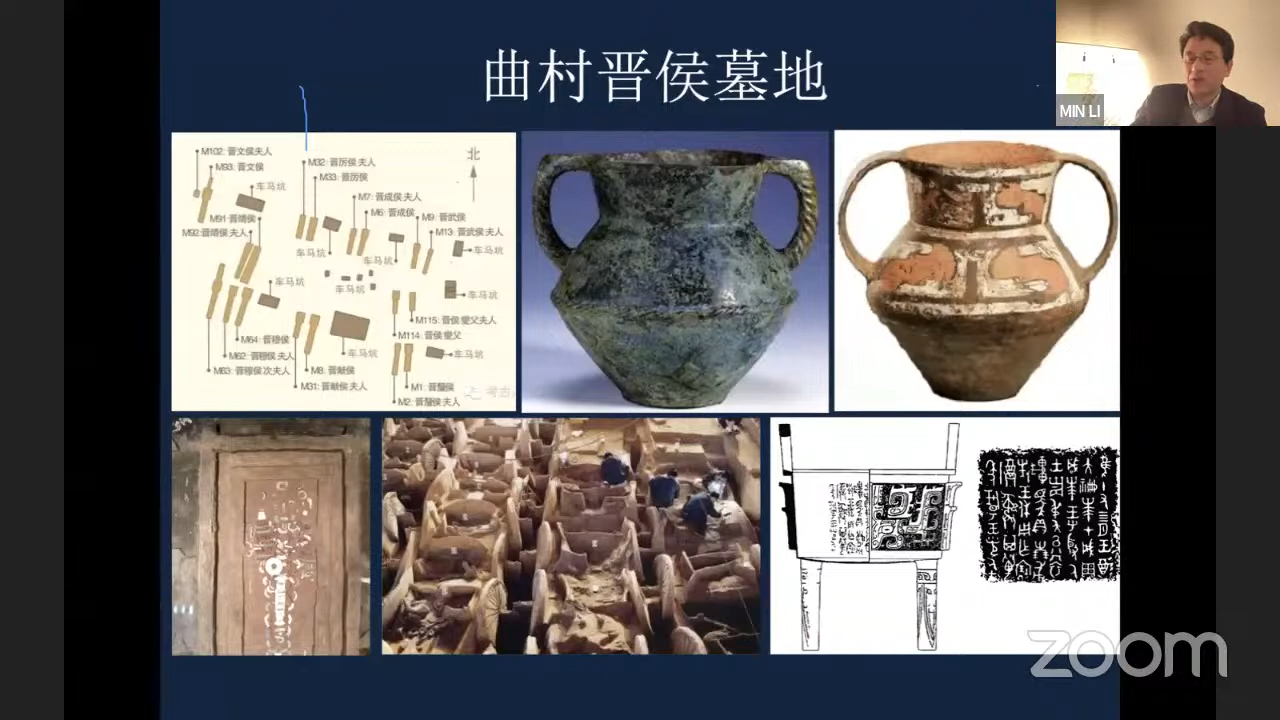 曲村晋侯墓地
MIN LI
M102: 晋文侯夫人
M93: 晋文侯
车马坑
M91: 晋靖侯
M92: 晋靖侯夫人
M32: 晋厉侯夫人
M33: 晋厉侯
M7: 晋成侯夫人
M6: 晋成侯
M9: 晋武侯
M13: 晋武侯夫人
北
车马坑
车马坑
车马坑
车马坑
车马坑
车马坑
M115: 晋侯燮父夫人
M114: 晋侯燮父
车马坑
车马坑
M64: 晋穆侯
M62: 晋穆侯夫人
M63: 晋穆侯次夫人
M8: 晋献侯
M31: 晋献侯夫人
M1: 晋釐侯
M2: 晋釐侯夫人
zoom